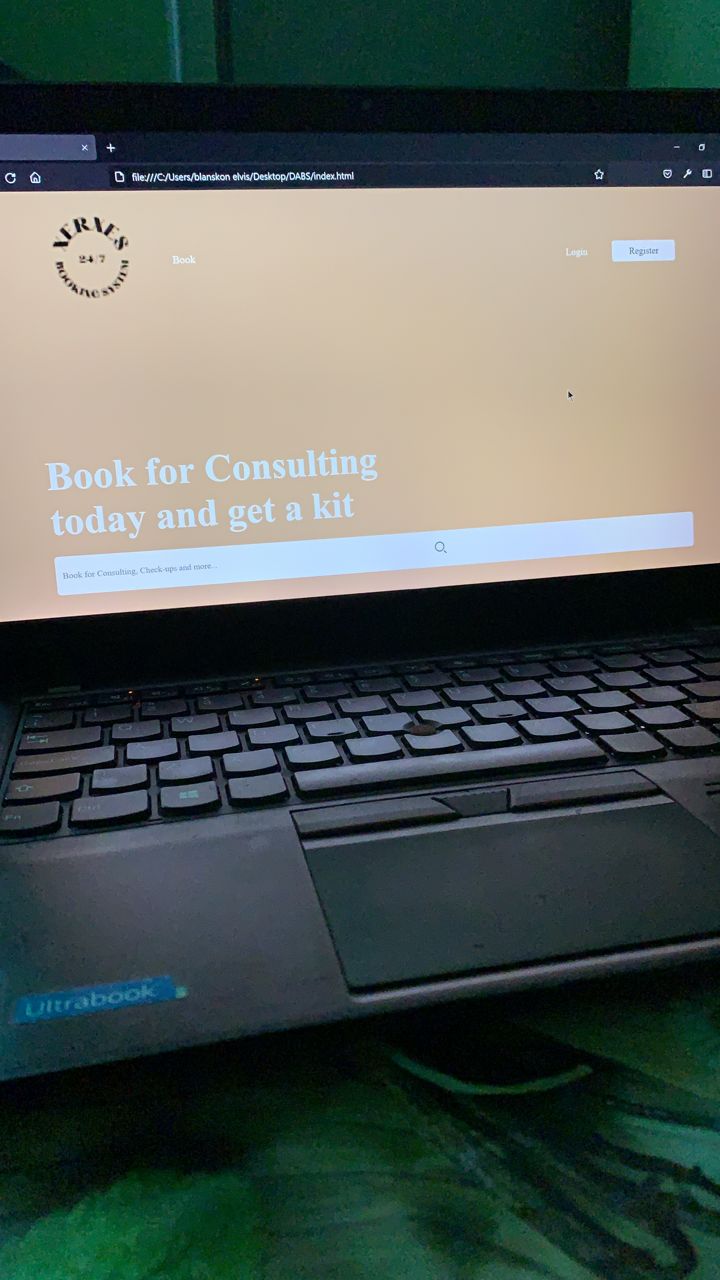 file:///C:/Users/blanskon elvis/Desktop/DABS/index.html
XERXES
24/7
BOOKING SYSTEM
Book
Login
Register
Book for Consulting
today and get a kit
Book for Consulting, Check-ups and more...
Ultrabook